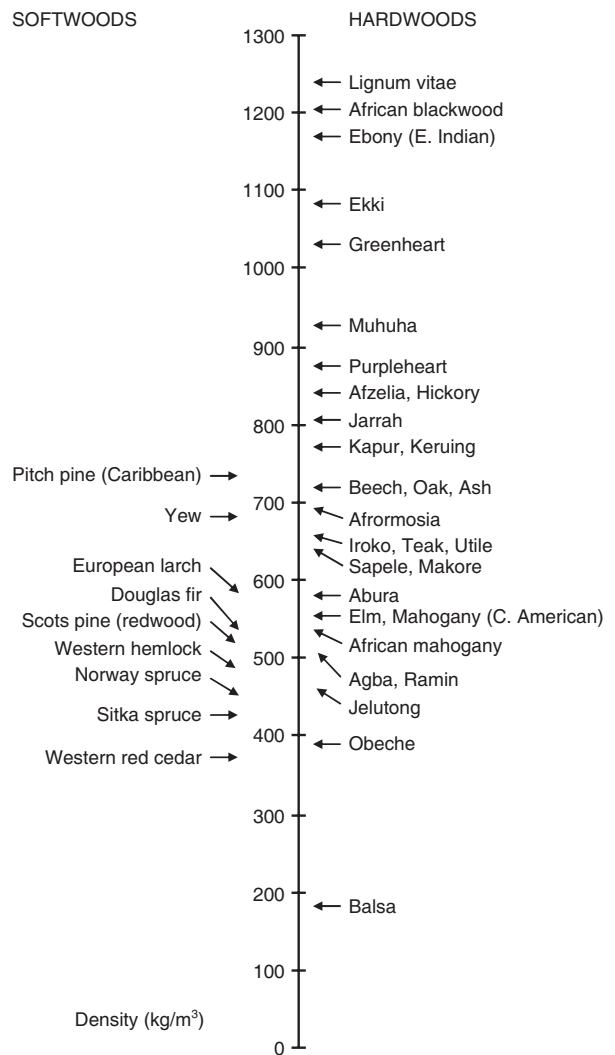 SOFTWOODS
HARDWOODS
1300
Lignum vitae
African blackwood
1200
Ebony (E. Indian)
1100
Ekki
Greenheart
1000
Muhuha
900
Purpleheart
Afzelia, Hickory
Jarrah
800
Kapur, Keruing
Pitch pine (Caribbean)
Beech, Oak, Ash
700
Yew
Afrormosia
Iroko, Teak, Utile
European larch
Sapele, Makore
600
Douglas fir
Abura
Scots pine (redwood)
Elm, Mahogany (C. American)
Western hemlock
African mahogany
500
Norway spruce
Agba, Ramin
Sitka spruce
Jelutong
400
Obeche
Western red cedar
300
200
Balsa
100
Density (kg/m³)
0